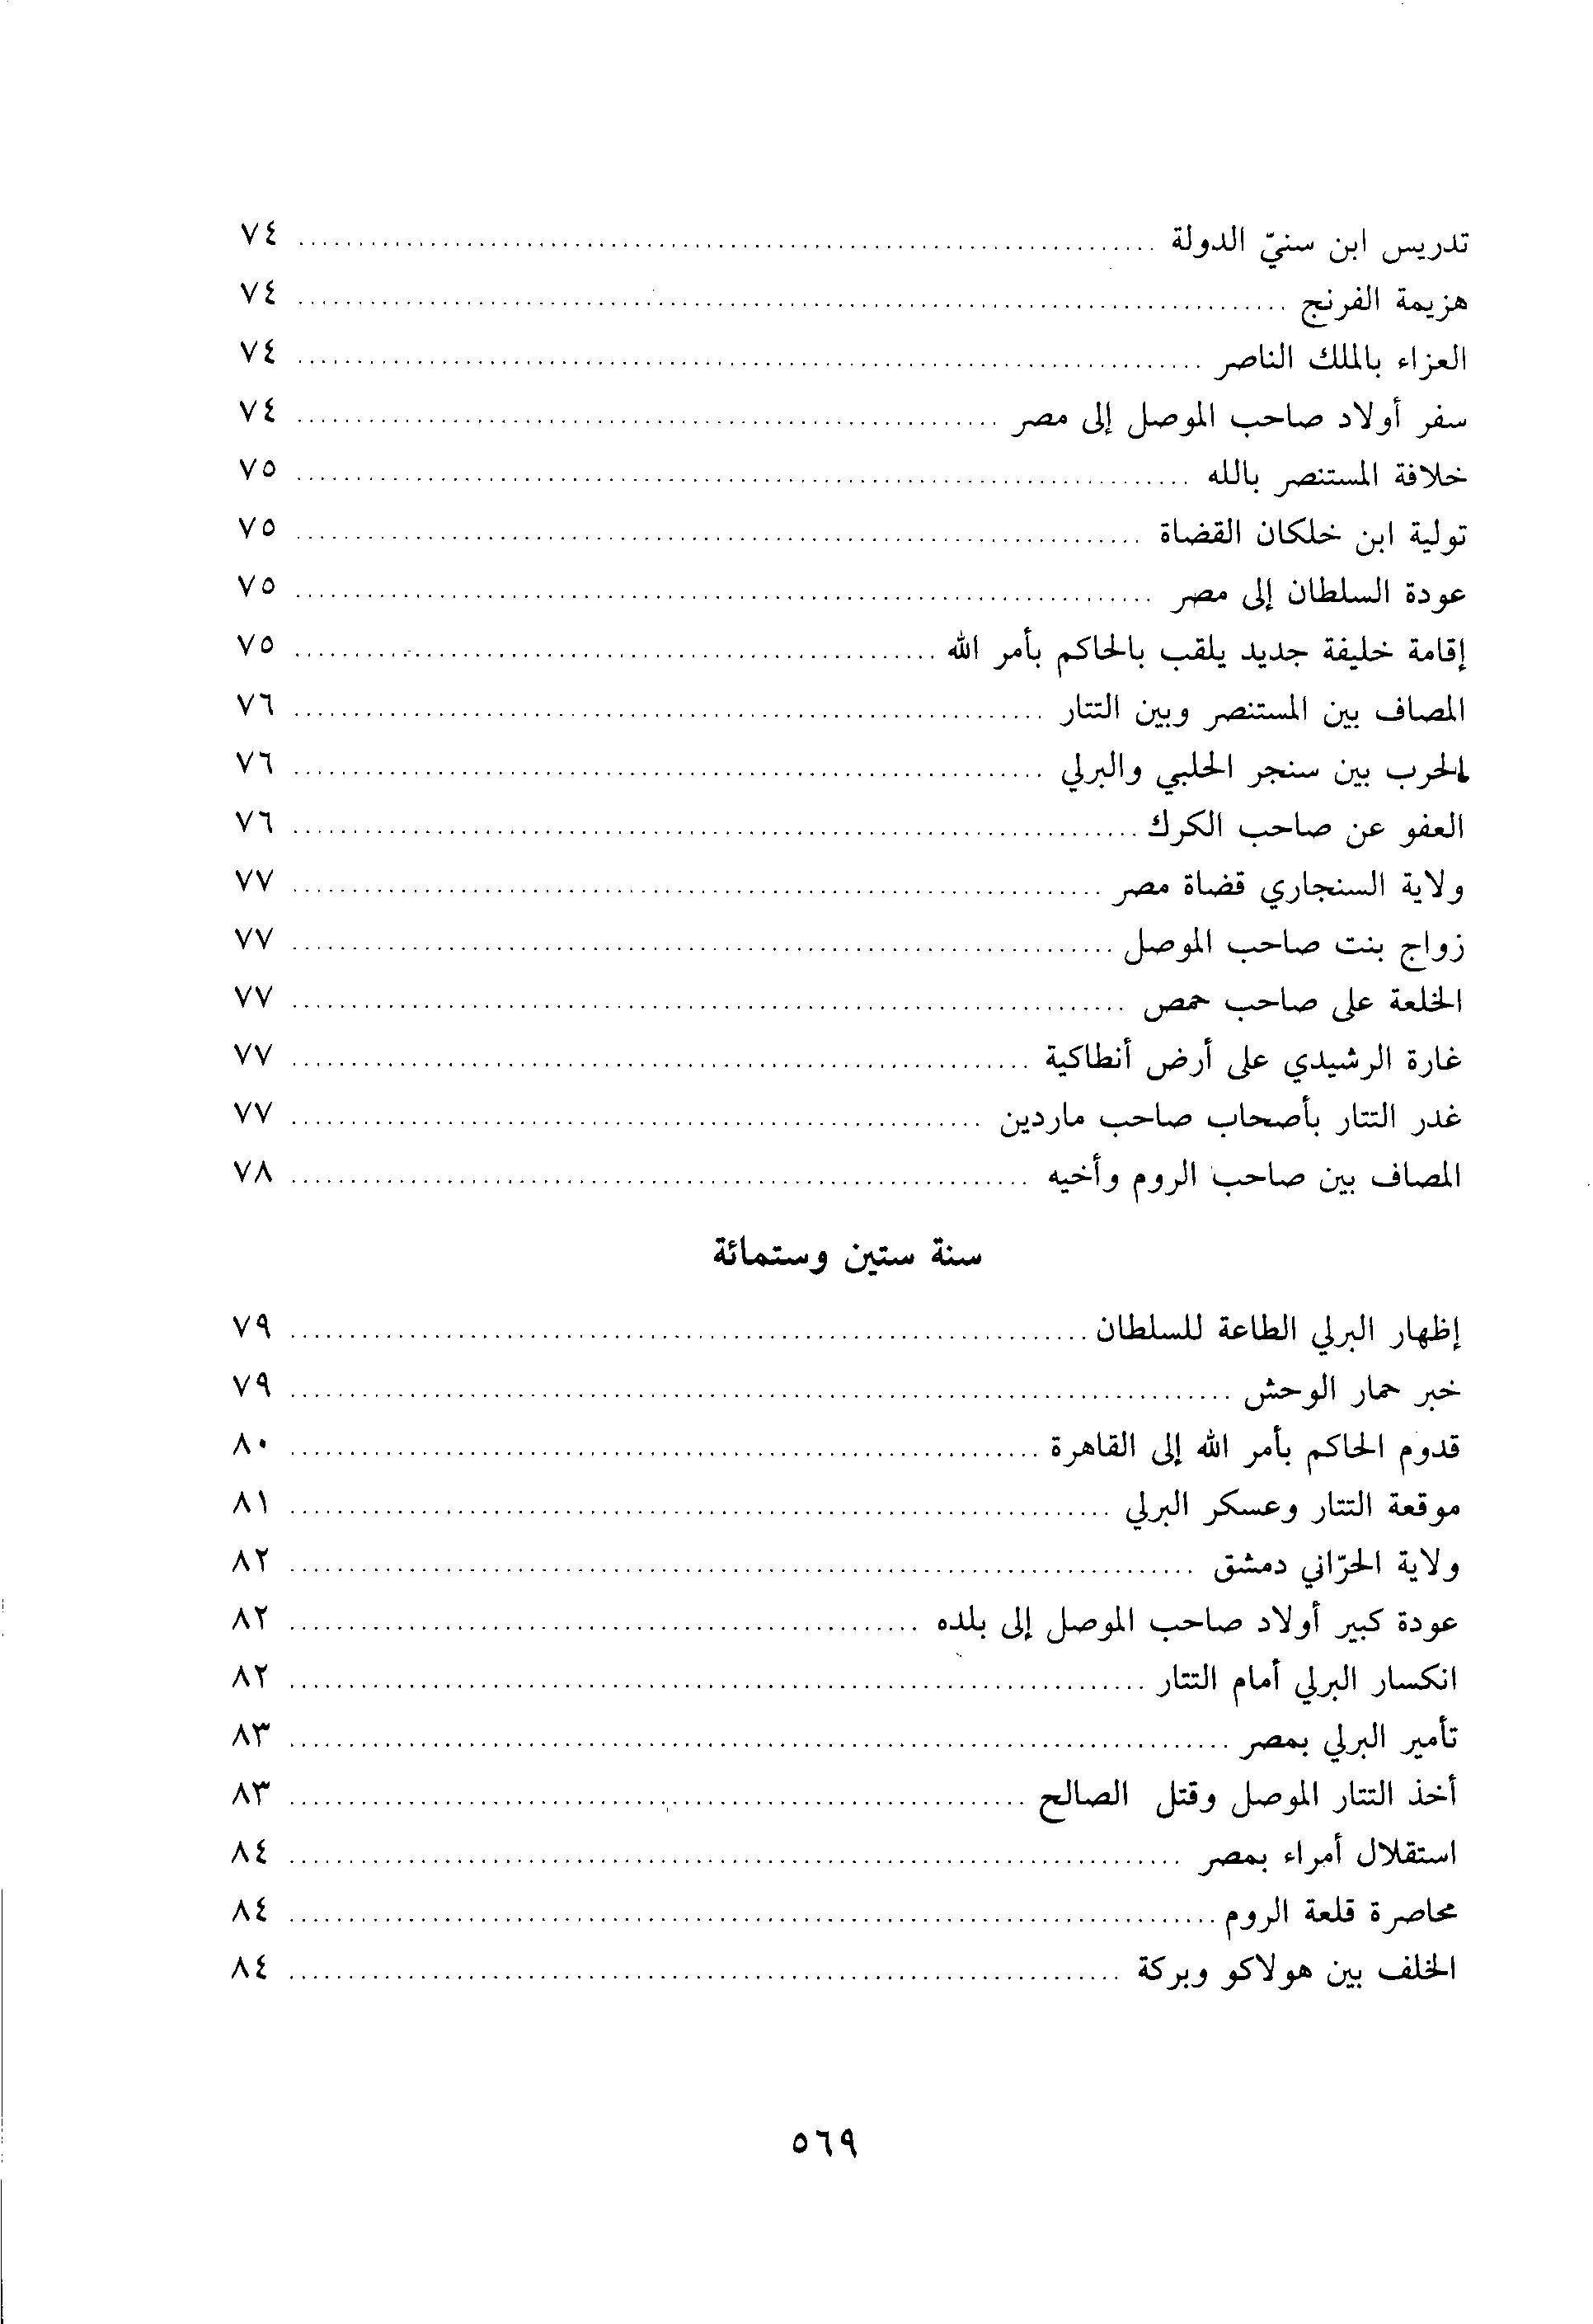 تدريس ابن سنيّ الدولة ........ ٧٤
هزيمة الفرنج ........ ٧٤
العزاء بالملك الناصر ........ ٧٤
سفر أولاد صاحب الموصل إلى مصر ........ ٧٤
خلافة المستنصر بالله ........ ٧٥
تولية ابن خلكان القضاة ........ ٧٥
عودة السلطان إلى مصر ........ ٧٥
إقامة خليفة جديد يلقب بالحاكم بأمر الله ........ ٧٥
المصاف بين المستنصر وبين التتار ........ ٧٦
الحرب بين سنجر الحلبي والبرلي ........ ٧٦
العفو عن صاحب الكرك ........ ٧٦
ولاية السنجاري قضاة مصر ........ ٧٧
زواج بنت صاحب الموصل ........ ٧٧
الخلعة على صاحب حمص ........ ٧٧
غارة الرشيدي على أرض أنطاكية ........ ٧٧
غدر التتار بأصحاب صاحب ماردين ........ ٧٧
المصاف بين صاحب الروم وأخيه ........ ٧٨
سنة ستين وستمائة
إظهار البرلي الطاعة للسلطان ........ ٧٩
خبر حمار الوحش ........ ٧٩
قدوم الحاكم بأمر الله إلى القاهرة ........ ٨٠
موقعة التتار وعسكر البرلي ........ ٨١
ولاية الحرّاني دمشق ........ ٨٢
عودة كبير أولاد صاحب الموصل إلى بلده ........ ٨٢
انكسار البرلي أمام التتار ........ ٨٢
تأمير البرلي بمصر ........ ٨٣
أخذ التتار الموصل وقتل الصالح ........ ٨٣
استقلال أمراء بمصر ........ ٨٤
محاصرة قلعة الروم ........ ٨٤
الخلف بين هولاكو وبركة ........ ٨٤
٥٦٩